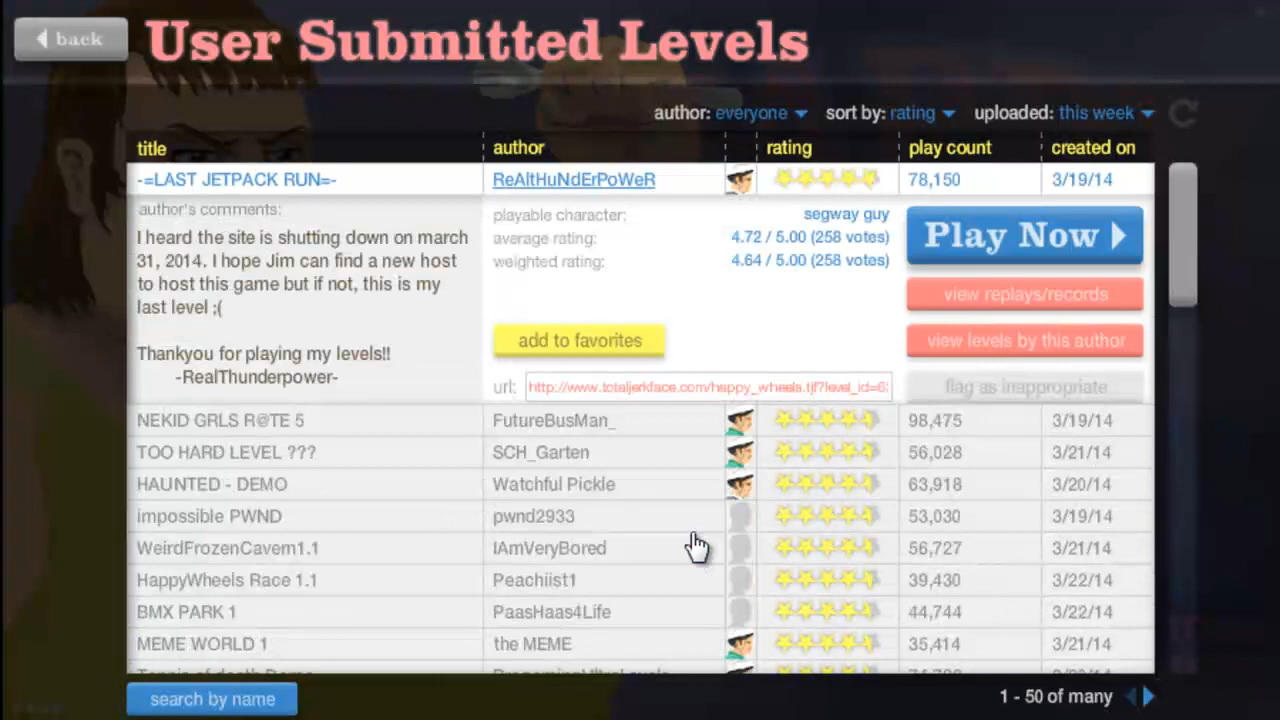 back
User Submitted Levels
author: everyone sort by: rating uploaded: this week
title author rating play count created on
-=LAST JETPACK RUN=- ReAltHuNdErPoWeR 78,150 3/19/14
author's comments:
I heard the site is shutting down on march
31, 2014. I hope Jim can find a new host
to host this game but if not, this is my
last level ;(
Thankyou for playing my levels!!
-RealThunderpower-
playable character: segway guy
average rating: 4.72 / 5.00 (258 votes)
weighted rating: 4.64 / 5.00 (258 votes)
add to favorites
url: http://www.totaljerkface.com/happy_wheels.tjf?level_id=6
Play Now
view replays/records
view levels by this author
flag as inappropriate
NEKID GRLS R@TE 5 FutureBusMan_ 98,475 3/19/14
TOO HARD LEVEL ??? SCH_Garten 56,028 3/21/14
HAUNTED - DEMO Watchful Pickle 63,918 3/20/14
impossible PWND pwnd2933 53,030 3/19/14
WeirdFrozenCavern1.1 IAmVeryBored 56,727 3/21/14
HappyWheels Race 1.1 Peachiist1 39,430 3/22/14
BMX PARK 1 PaasHaas4Life 44,744 3/22/14
MEME WORLD 1 the MEME 35,414 3/21/14
search by name
1 - 50 of many